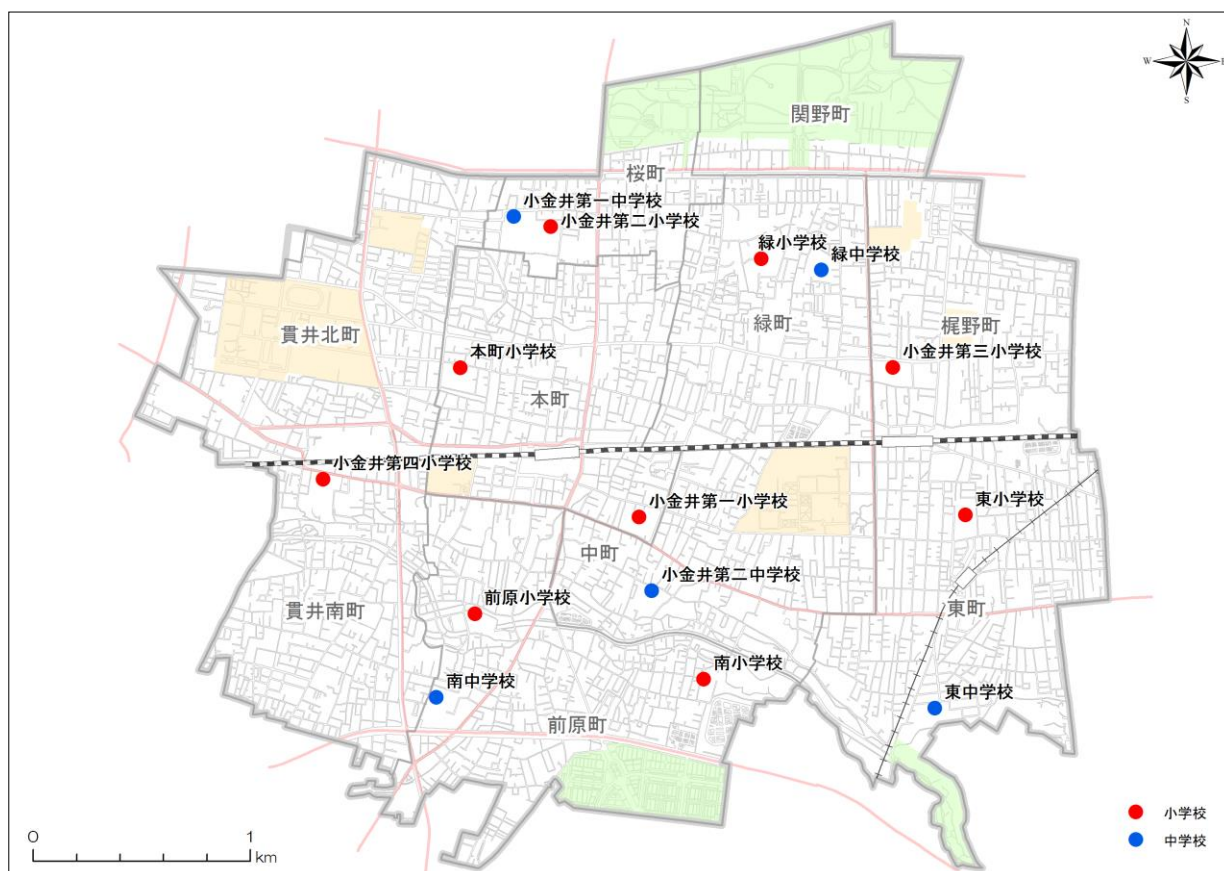 N
W
E
S
関野町
桜町
小金井第一中学校
小金井第二小学校
緑小学校
緑中学校
貫井北町
緑町
梶野町
本町小学校
小金井第三小学校
本町
小金井第四小学校
小金井第一小学校
東小学校
中町
小金井第二中学校
前原小学校
貫井南町
東町
南小学校
南中学校
東中学校
前原町
小学校
中学校
0
1
km